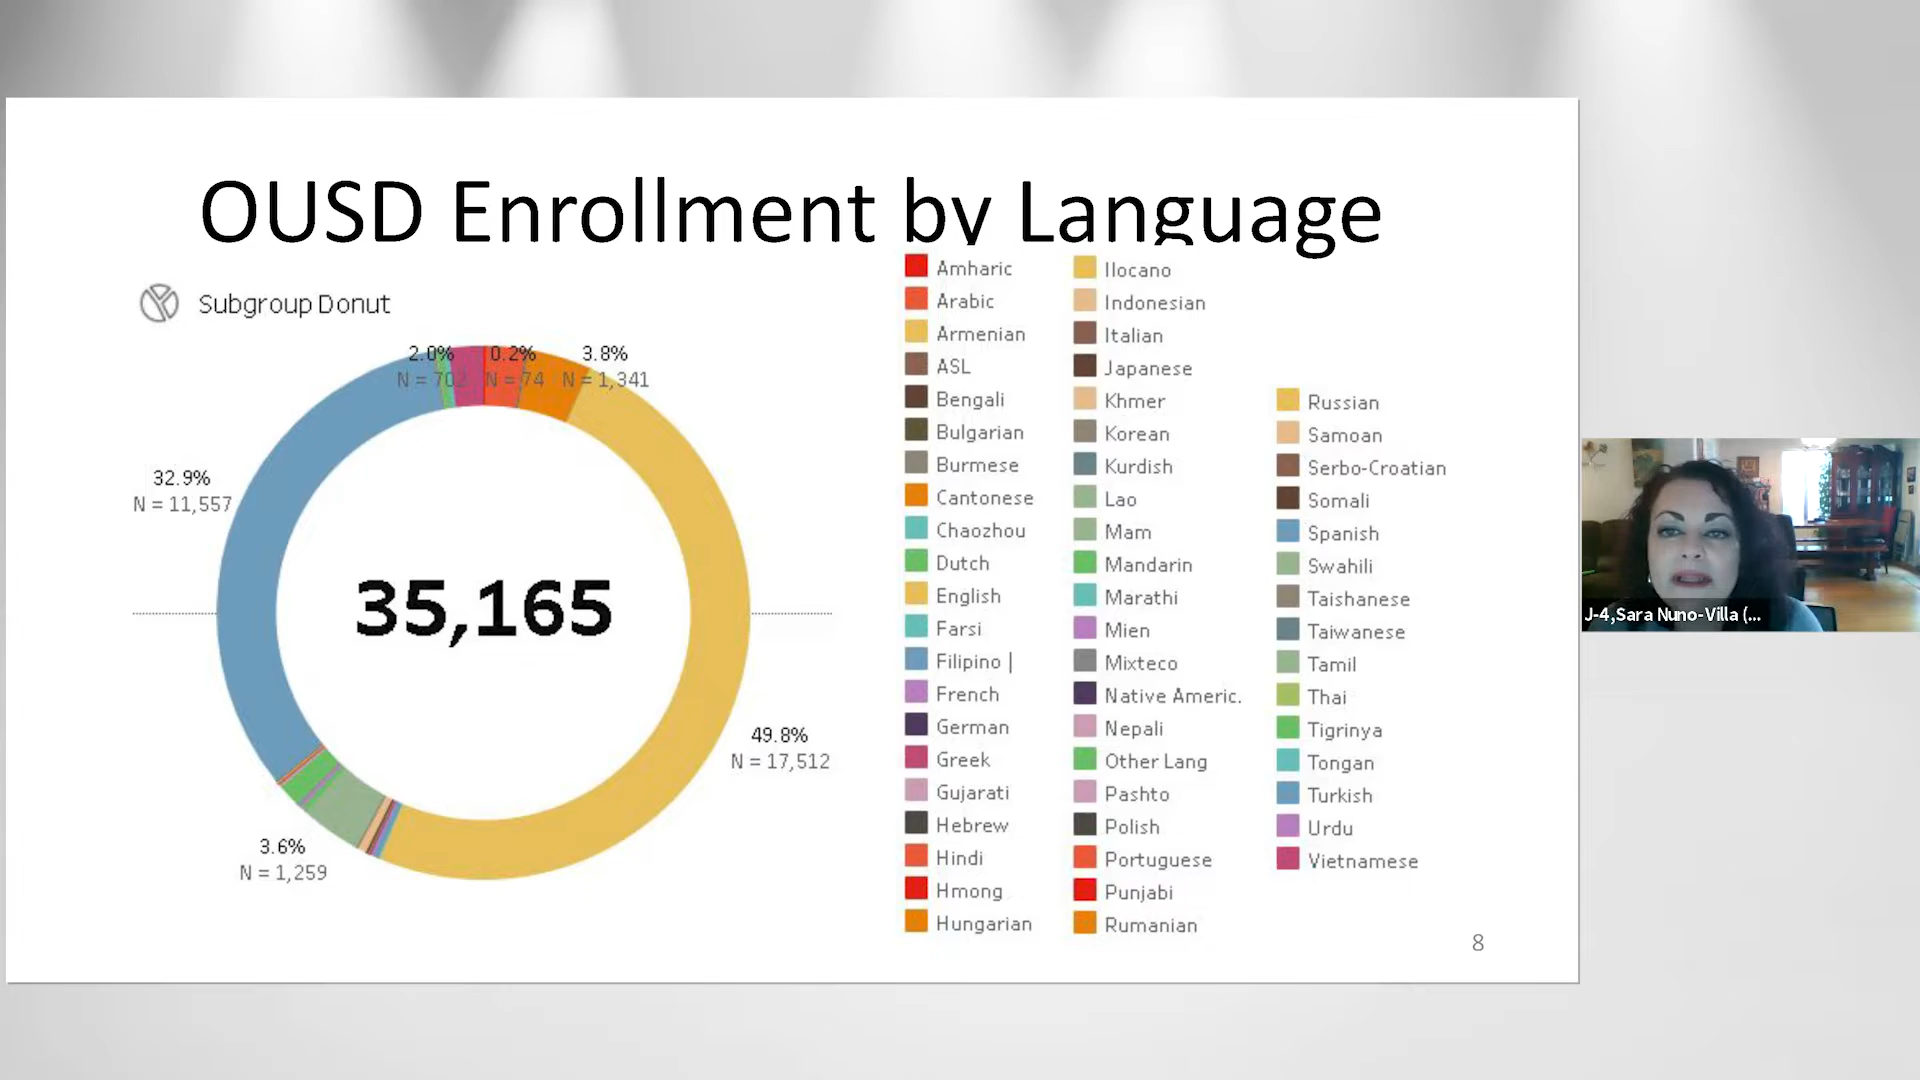 OUSD Enrollment by Language
Subgroup Donut
2.0%
N = 702
0.2%
N = 74
3.8%
N = 1,341
32.9%
N = 11,557
35,165
49.8%
N = 17,512
3.6%
N = 1,259
Amharic
Arabic
Armenian
ASL
Bengali
Bulgarian
Burmese
Cantonese
Chaozhou
Dutch
English
Farsi
Filipino |
French
German
Greek
Gujarati
Hebrew
Hindi
Hmong
Hungarian
Ilocano
Indonesian
Italian
Japanese
Khmer
Korean
Kurdish
Lao
Mam
Mandarin
Marathi
Mien
Mixteco
Native Americ.
Nepali
Other Lang
Pashto
Polish
Portuguese
Punjabi
Rumanian
Russian
Samoan
Serbo-Croatian
Somali
Spanish
Swahili
Taishanese
Taiwanese
Tamil
Thai
Tigrinya
Tongan
Turkish
Urdu
Vietnamese
8
J-4,Sara Nuno-Villa (...